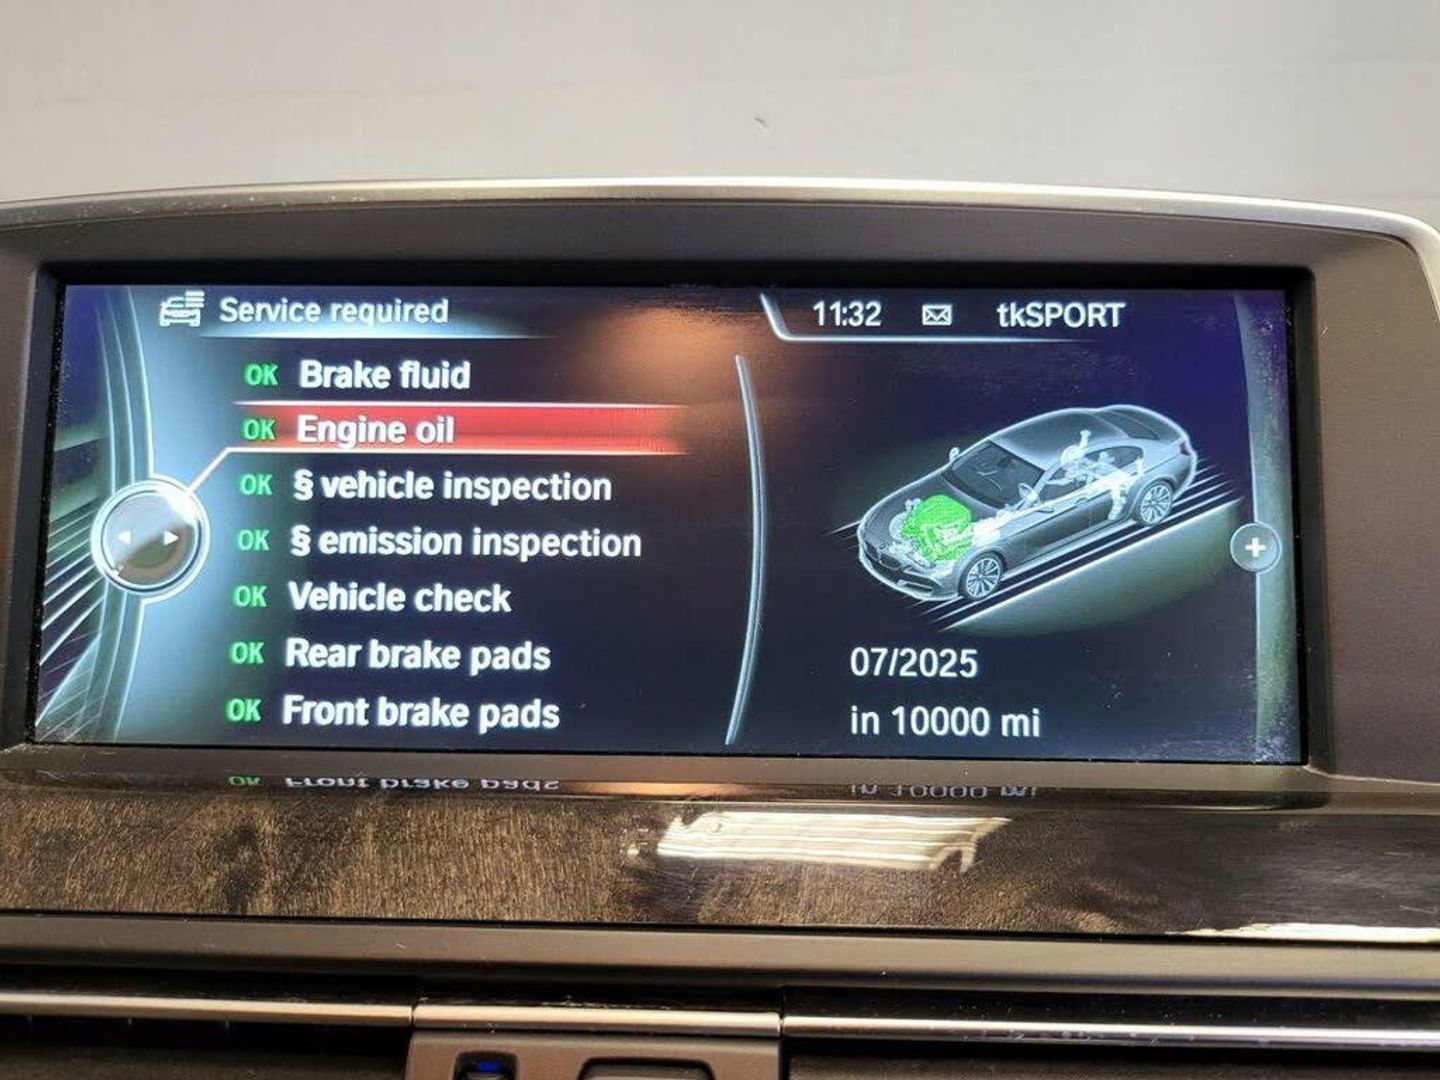 Service required
11:32 tkSPORT
OK Brake fluid
OK Engine oil
OK § vehicle inspection
OK § emission inspection
OK Vehicle check
OK Rear brake pads
OK Front brake pads
07/2025
in 10000 mi